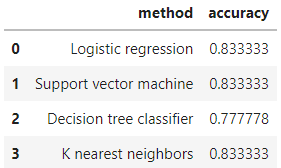 method accuracy
0 Logistic regression 0.833333
1 Support vector machine 0.833333
2 Decision tree classifier 0.777778
3 K nearest neighbors 0.833333